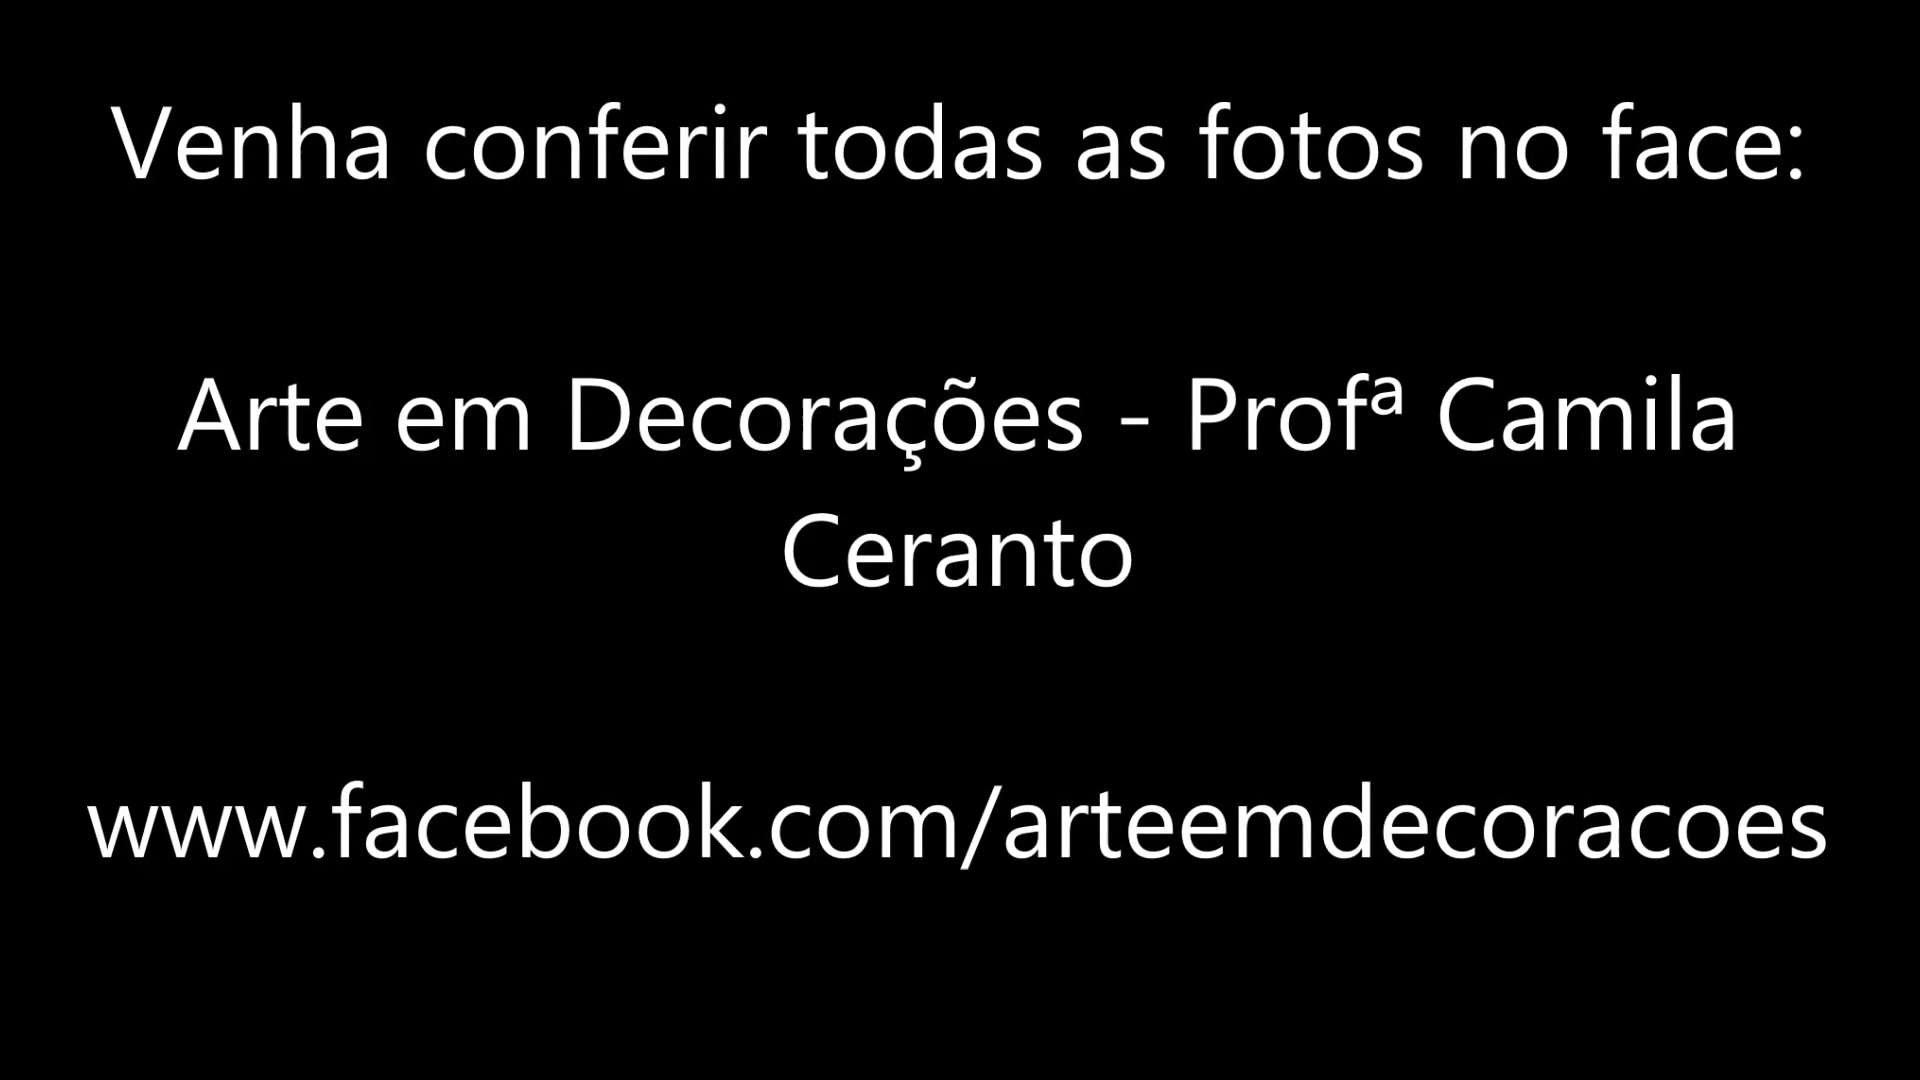 Venha conferir todas as fotos no face:
Arte em Decorações - Profª Camila
Ceranto
www.facebook.com/arteemdecoracoes